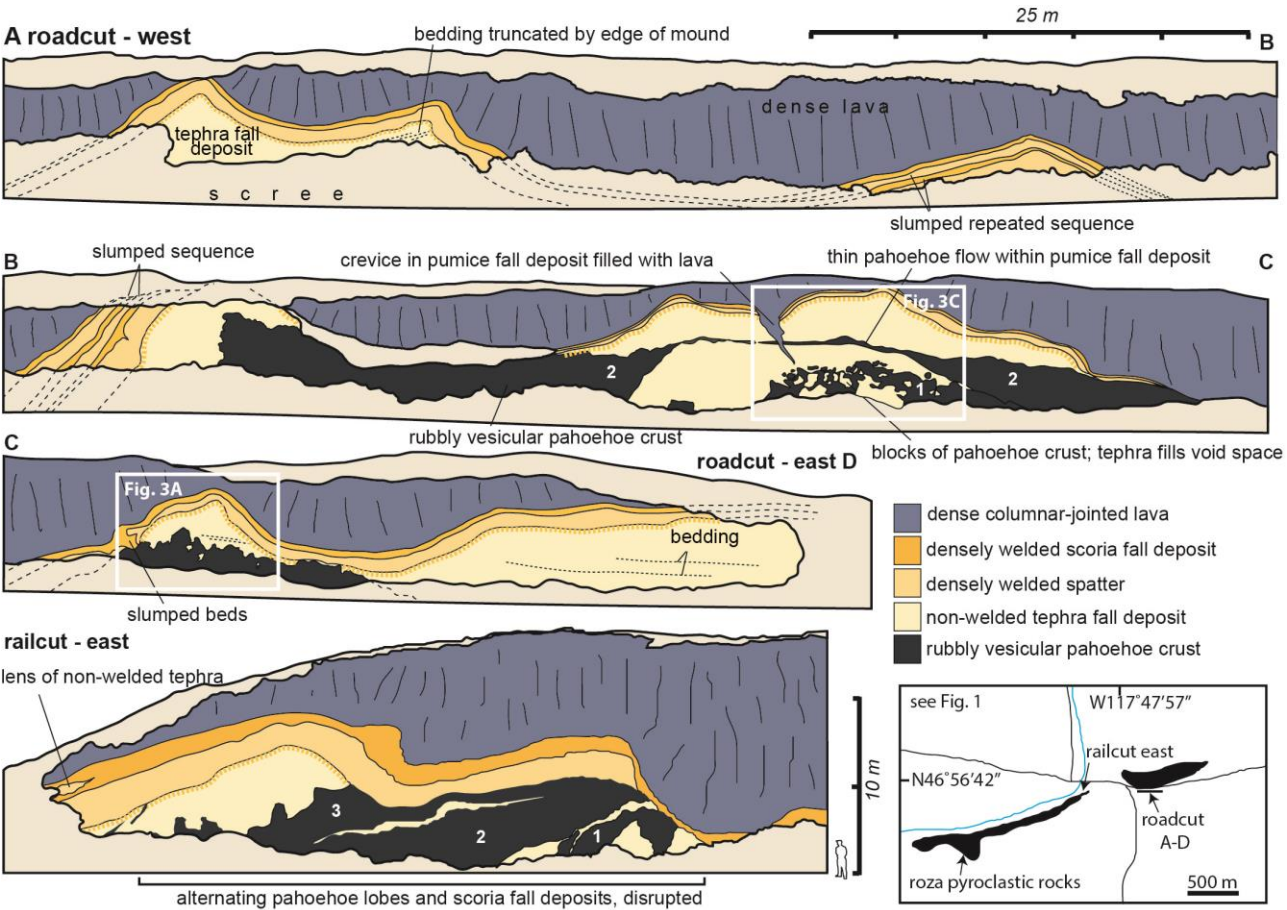 A roadcut - west
bedding truncated by edge of mound
25 m
B
dense lava
tephra fall
deposit
scree
slumped repeated sequence
B
slumped sequence
crevice in pumice fall deposit filled with lava
thin pahoehoe flow within pumice fall deposit
C
Fig. 3C
2
1
2
rubbly vesicular pahoehoe crust
blocks of pahoehoe crust; tephra fills void space
C
roadcut - east D
Fig. 3A
bedding
slumped beds
dense columnar-jointed lava
densely welded scoria fall deposit
densely welded spatter
non-welded tephra fall deposit
rubbly vesicular pahoehoe crust
railcut - east
lens of non-welded tephra
3
2
1
10 m
alternating pahoehoe lobes and scoria fall deposits, disrupted
see Fig. 1
W117°47'57"
railcut east
N46°56'42"
roadcut
A-D
roza pyroclastic rocks
500 m